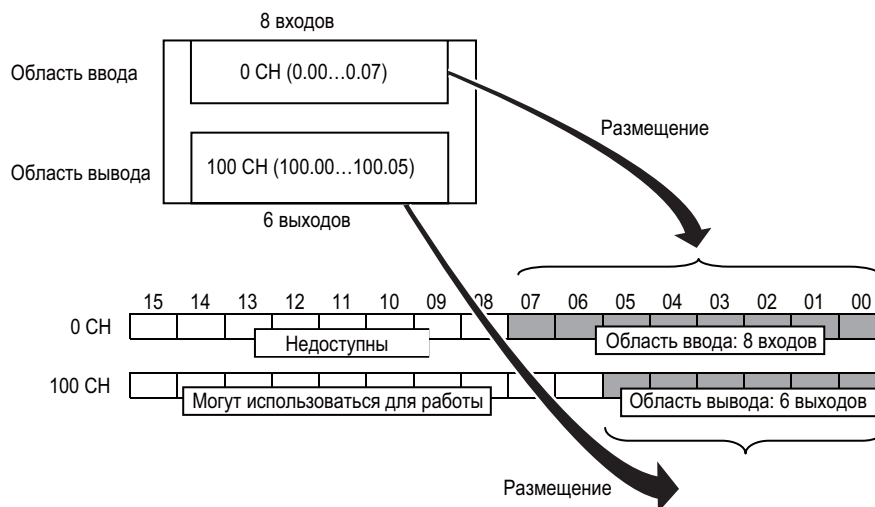 8 входов
Область ввода
0 CH (0.00…0.07)
Размещение
Область вывода
100 CH (100.00…100.05)
6 выходов
15 14 13 12 11 10 09 08 07 06 05 04 03 02 01 00
0 CH
Недоступны
Область ввода: 8 входов
100 CH
Могут использоваться для работы
Область вывода: 6 выходов
Размещение